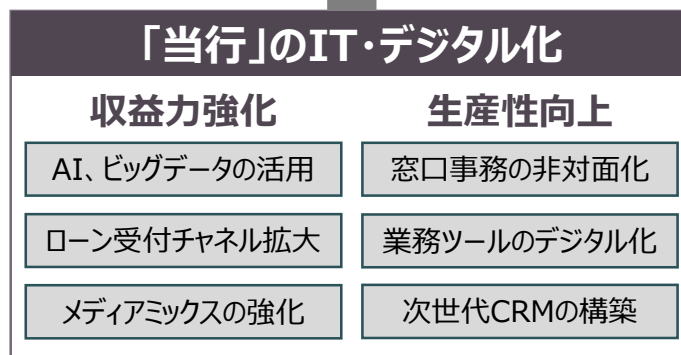 「当行」のIT・デジタル化
収益力強化
AI、ビッグデータの活用
ローン受付チャネル拡大
メディアミックスの強化
生産性向上
窓口事務の非対面化
業務ツールのデジタル化
次世代CRMの構築